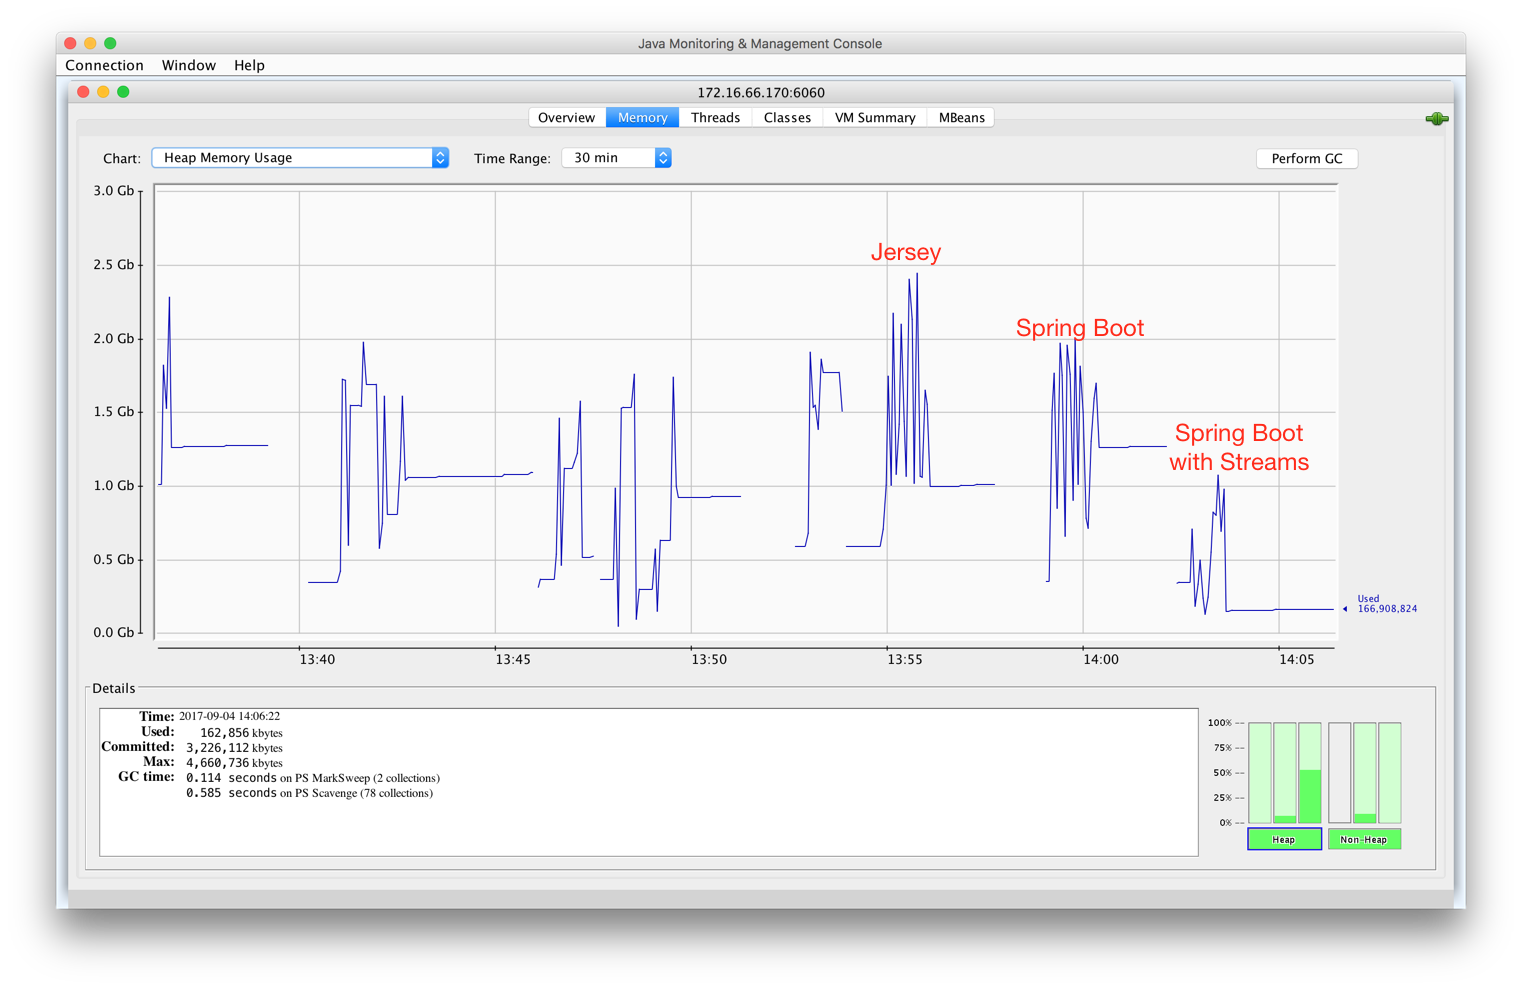 Java Monitoring & Management Console
Connection Window Help
172.16.66.170:6060
Overview Memory Threads Classes VM Summary MBeans
Chart: Heap Memory Usage Time Range: 30 min Perform GC
3.0 Gb
2.5 Gb
2.0 Gb
1.5 Gb
1.0 Gb
0.5 Gb
0.0 Gb
Jersey
Spring Boot
Spring Boot
with Streams
Used
166,908,824
13:40 13:45 13:50 13:55 14:00 14:05
Details
Time: 2017-09-04 14:06:22
Used: 162,856 kbytes
Committed: 3,226,112 kbytes
Max: 4,660,736 kbytes
GC time: 0.114 seconds on PS MarkSweep (2 collections)
0.585 seconds on PS Scavenge (78 collections)
100%
75%
50%
25%
0%
Heap Non-Heap